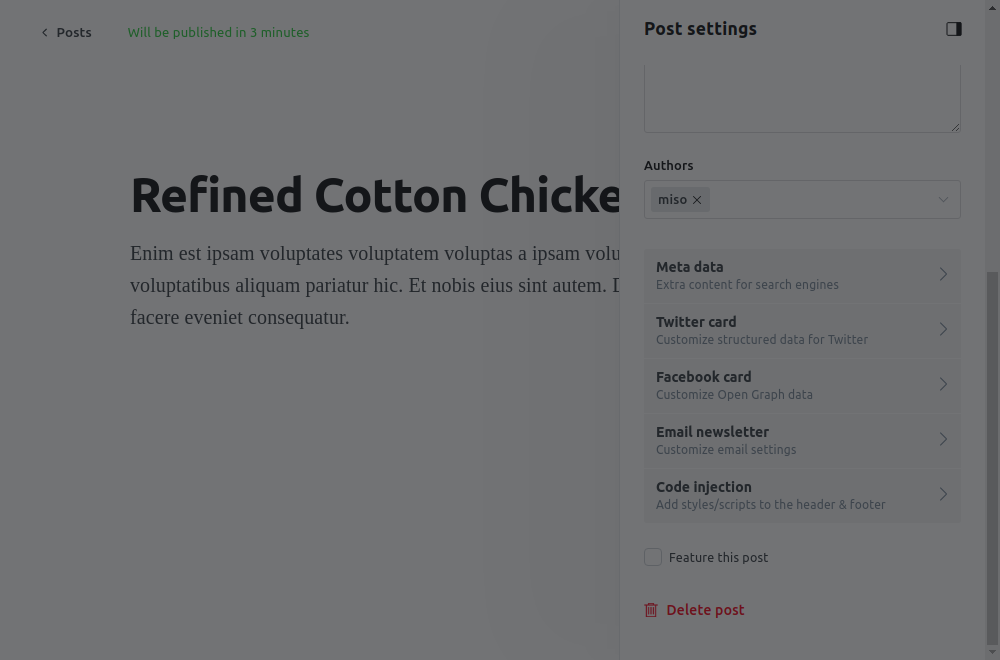 Posts
Will be published in 3 minutes
Post settings
Authors
miso
Refined Cotton Chicke
Enim est ipsam voluptates voluptatem voluptas a ipsam volu
voluptatibus aliquam pariatur hic. Et nobis eius sint autem.
facere eveniet consequatur.
Meta data
Extra content for search engines
Twitter card
Customize structured data for Twitter
Facebook card
Customize Open Graph data
Email newsletter
Customize email settings
Code injection
Add styles/scripts to the header & footer
Feature this post
Delete post